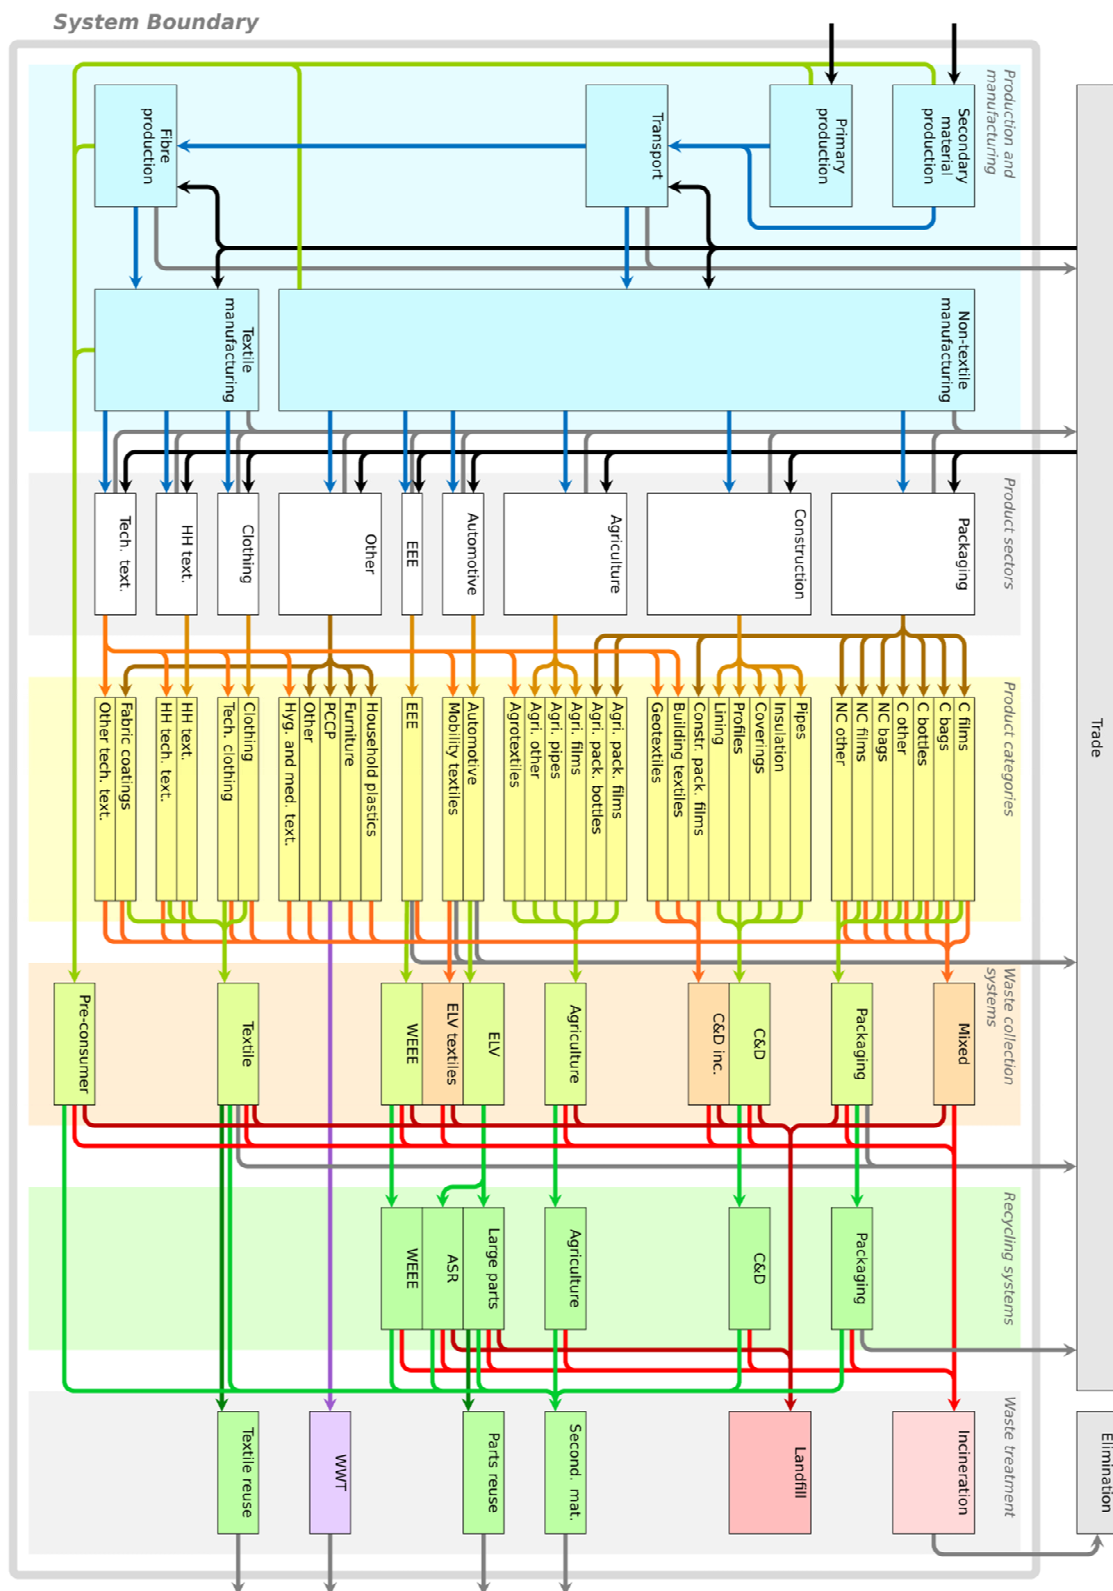 System Boundary
Production and
manufacturing
Secondary
material
production
Primary
production
Transport
Fibre
production
Non-textile
manufacturing
Textile
manufacturing
Trade
Product sectors
Packaging
Construction
Agriculture
Automotive
EEE
Other
Clothing
HH text.
Tech. text.
Product categories
C films
C bags
C bottles
C other
NC bags
NC films
NC other
Pipes
Insulation
Coverings
Profiles
Lining
Constr. pack. films
Building textiles
Geotextiles
Agri. pack. films
Agri. pack. bottles
Agri. films
Agri. pipes
Agri. other
Agrotextiles
Automotive
Mobility textiles
EEE
Household plastics
Furniture
PCCP
Other
Hyg. and med. text.
Clothing
Tech. clothing
HH text.
HH tech. text.
Fabric coatings
Other tech. text.
Waste collection
systems
Mixed
Packaging
C&D
C&D inc.
Agriculture
ELV
ELV textiles
WEEE
Textile
Pre-consumer
Recycling systems
Packaging
C&D
Agriculture
Large parts
ASR
WEEE
Waste treatment
Incineration
Landfill
Second. mat.
Parts reuse
WWT
Textile reuse
Elimination